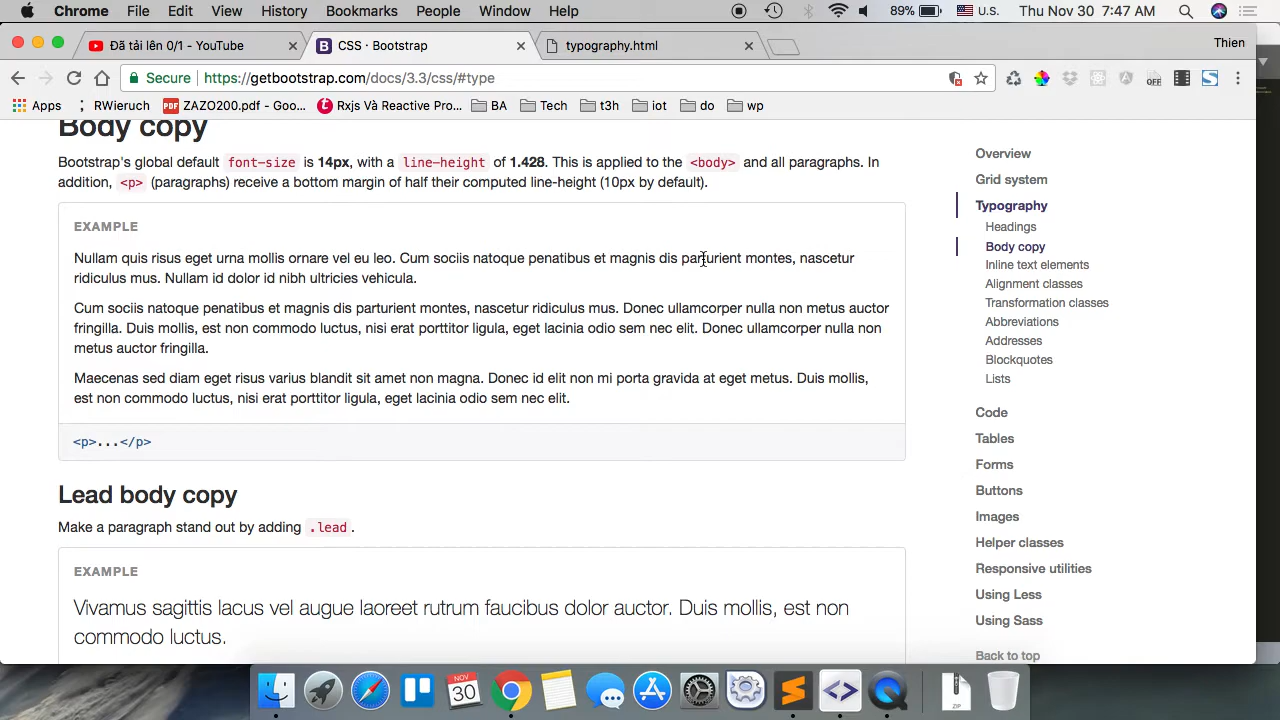 Chrome File Edit View History Bookmarks People Window Help 89% U.S. Thu Nov 30 7:47 AM
Đã tải lên 0/1 - YouTube CSS · Bootstrap typography.html Thien
Secure https://getbootstrap.com/docs/3.3/css/#type OFF
Apps RWieruch ZAZO200.pdf - Goo... Rxjs Và Reactive Pro... BA Tech t3h iot do wp
Body copy
Bootstrap's global default font-size is 14px, with a line-height of 1.428. This is applied to the <body> and all paragraphs. In
addition, <p> (paragraphs) receive a bottom margin of half their computed line-height (10px by default).
EXAMPLE
Nullam quis risus eget urna mollis ornare vel eu leo. Cum sociis natoque penatibus et magnis dis parturient montes, nascetur
ridiculus mus. Nullam id dolor id nibh ultricies vehicula.
Cum sociis natoque penatibus et magnis dis parturient montes, nascetur ridiculus mus. Donec ullamcorper nulla non metus auctor
fringilla. Duis mollis, est non commodo luctus, nisi erat porttitor ligula, eget lacinia odio sem nec elit. Donec ullamcorper nulla non
metus auctor fringilla.
Maecenas sed diam eget risus varius blandit sit amet non magna. Donec id elit non mi porta gravida at eget metus. Duis mollis,
est non commodo luctus, nisi erat porttitor ligula, eget lacinia odio sem nec elit.
<p>...</p>
Lead body copy
Make a paragraph stand out by adding .lead.
EXAMPLE
Vivamus sagittis lacus vel augue laoreet rutrum faucibus dolor auctor. Duis mollis, est non
commodo luctus.
Overview
Grid system
Typography
Headings
Body copy
Inline text elements
Alignment classes
Transformation classes
Abbreviations
Addresses
Blockquotes
Lists
Code
Tables
Forms
Buttons
Images
Helper classes
Responsive utilities
Using Less
Using Sass
Back to top
NOV
30
ZIP